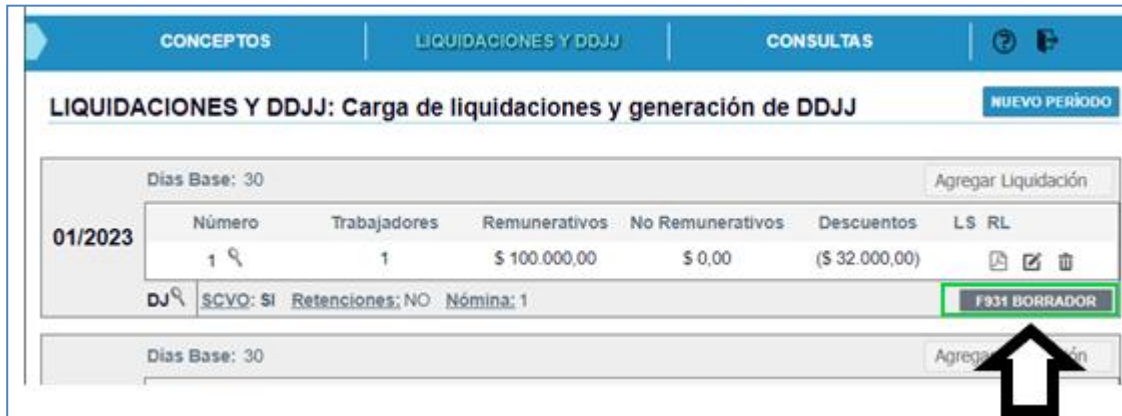 CONCEPTOS LIQUIDACIONES Y DDJJ CONSULTAS
LIQUIDACIONES Y DDJJ: Carga de liquidaciones y generación de DDJJ NUEVO PERÍODO
Días Base: 30 Agregar Liquidación
01/2023
Número Trabajadores Remunerativos No Remunerativos Descuentos LS RL
1 1 $ 100.000,00 $ 0,00 ($ 32.000,00)
DJ SCVO: SI Retenciones: NO Nómina: 1 F931 BORRADOR
Días Base: 30